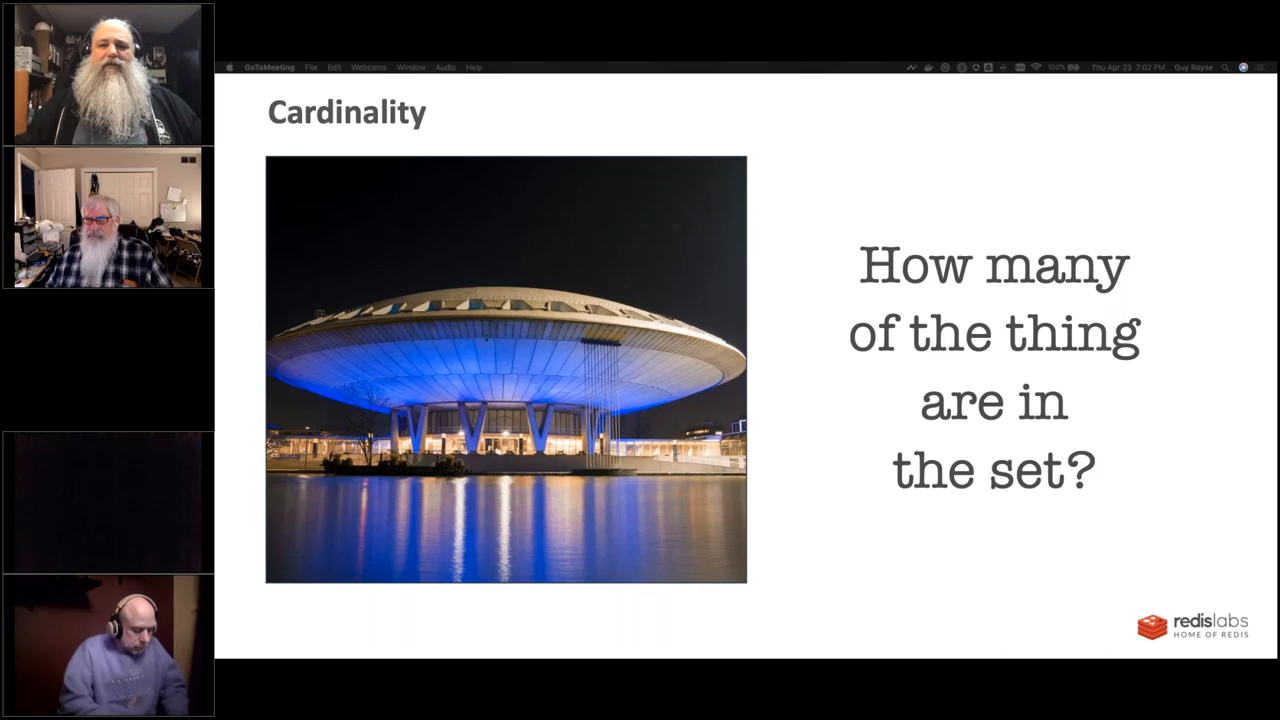 GoToMeeting File Edit Webcams Window Audio Help 100% Thu Apr 23 7:02 PM Guy Royse
Cardinality
How many
of the thing
are in
the set?
redislabs
HOME OF REDIS